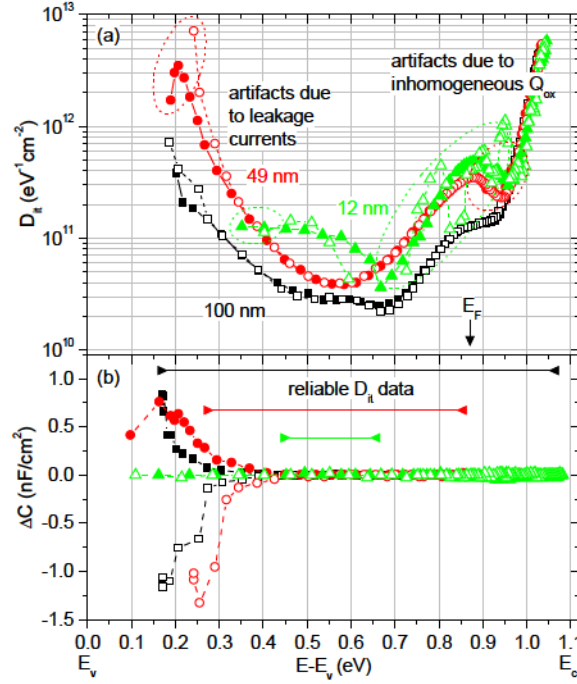 10^13
(a)
artifacts due to
inhomogeneous Q_ox
artifacts due
to leakage
currents
10^12
D_it (eV^-1cm^-2)
49 nm
12 nm
10^11
100 nm
E_F
10^10
(b)
1.0
reliable D_it data
0.5
ΔC (nF/cm^2)
0.0
-0.5
-1.0
-1.5
0.0 0.1 0.2 0.3 0.4 0.5 0.6 0.7 0.8 0.9 1.0 1.1
E_v E-E_v (eV) E_c